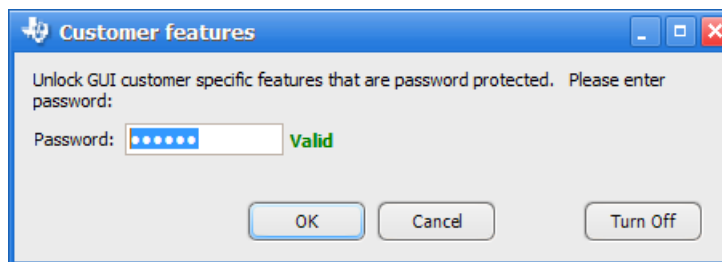 Customer features
Unlock GUI customer specific features that are password protected. Please enter
password:
Password: •••••• Valid
OK Cancel Turn Off